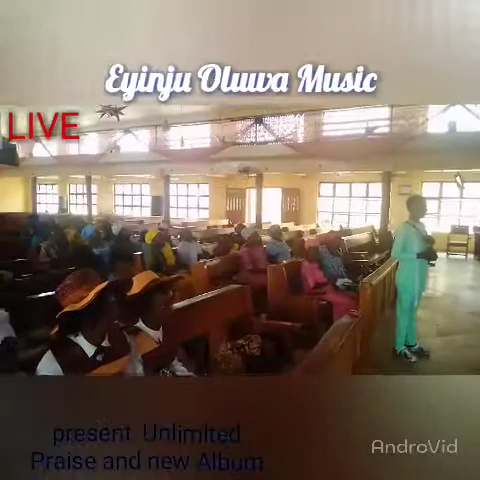 Eyinju Oluwa Music
LIVE
present Unlimited
Praise and new Album
AndroVid